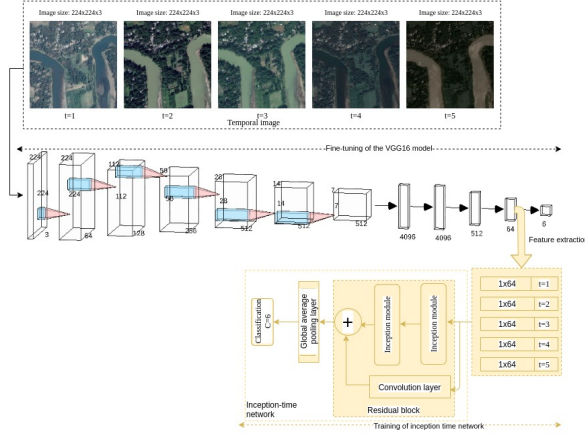 Image size: 224x224x3 Image size: 224x224x3 Image size: 224x224x3 Image size: 224x224x3 Image size: 224x224x3
t=1 t=2 t=3 t=4 t=5
Temporal image
Fine-tuning of the VGG16 model
224 224 112 56 28 14 7
224 224 112 56 28 14 7
3 64 128 256 512 512 512 4096 4096 512 64 6
Feature extraction
1x64 t=1
1x64 t=2
1x64 t=3
1x64 t=4
1x64 t=5
Classification
C=6
Global average
pooling layer
+
Inception module
Inception module
Convolution layer
Residual block
Inception-time
network
Training of inception time network